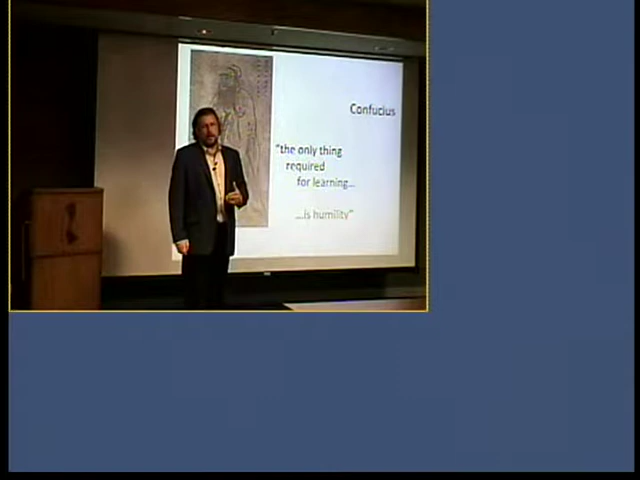 Confucius
"the only thing
required
for learning...
...is humility"